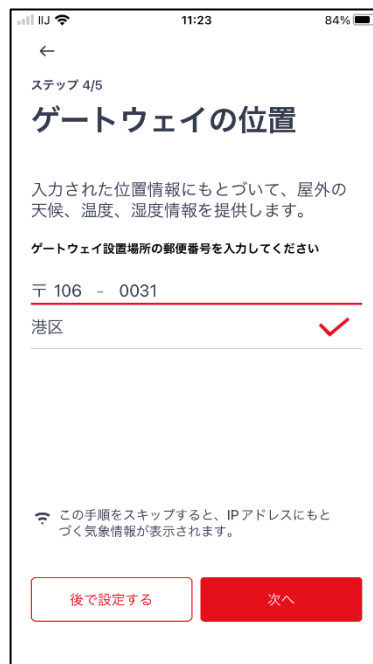 IIJ 11:23 84%
ステップ 4/5
ゲートウェイの位置
入力された位置情報にもとづいて、屋外の
天候、温度、湿度情報を提供します。
ゲートウェイ設置場所の郵便番号を入力してください
〒 106 - 0031
港区
この手順をスキップすると、IPアドレスにもと
づく気象情報が表示されます。
後で設定する 次へ